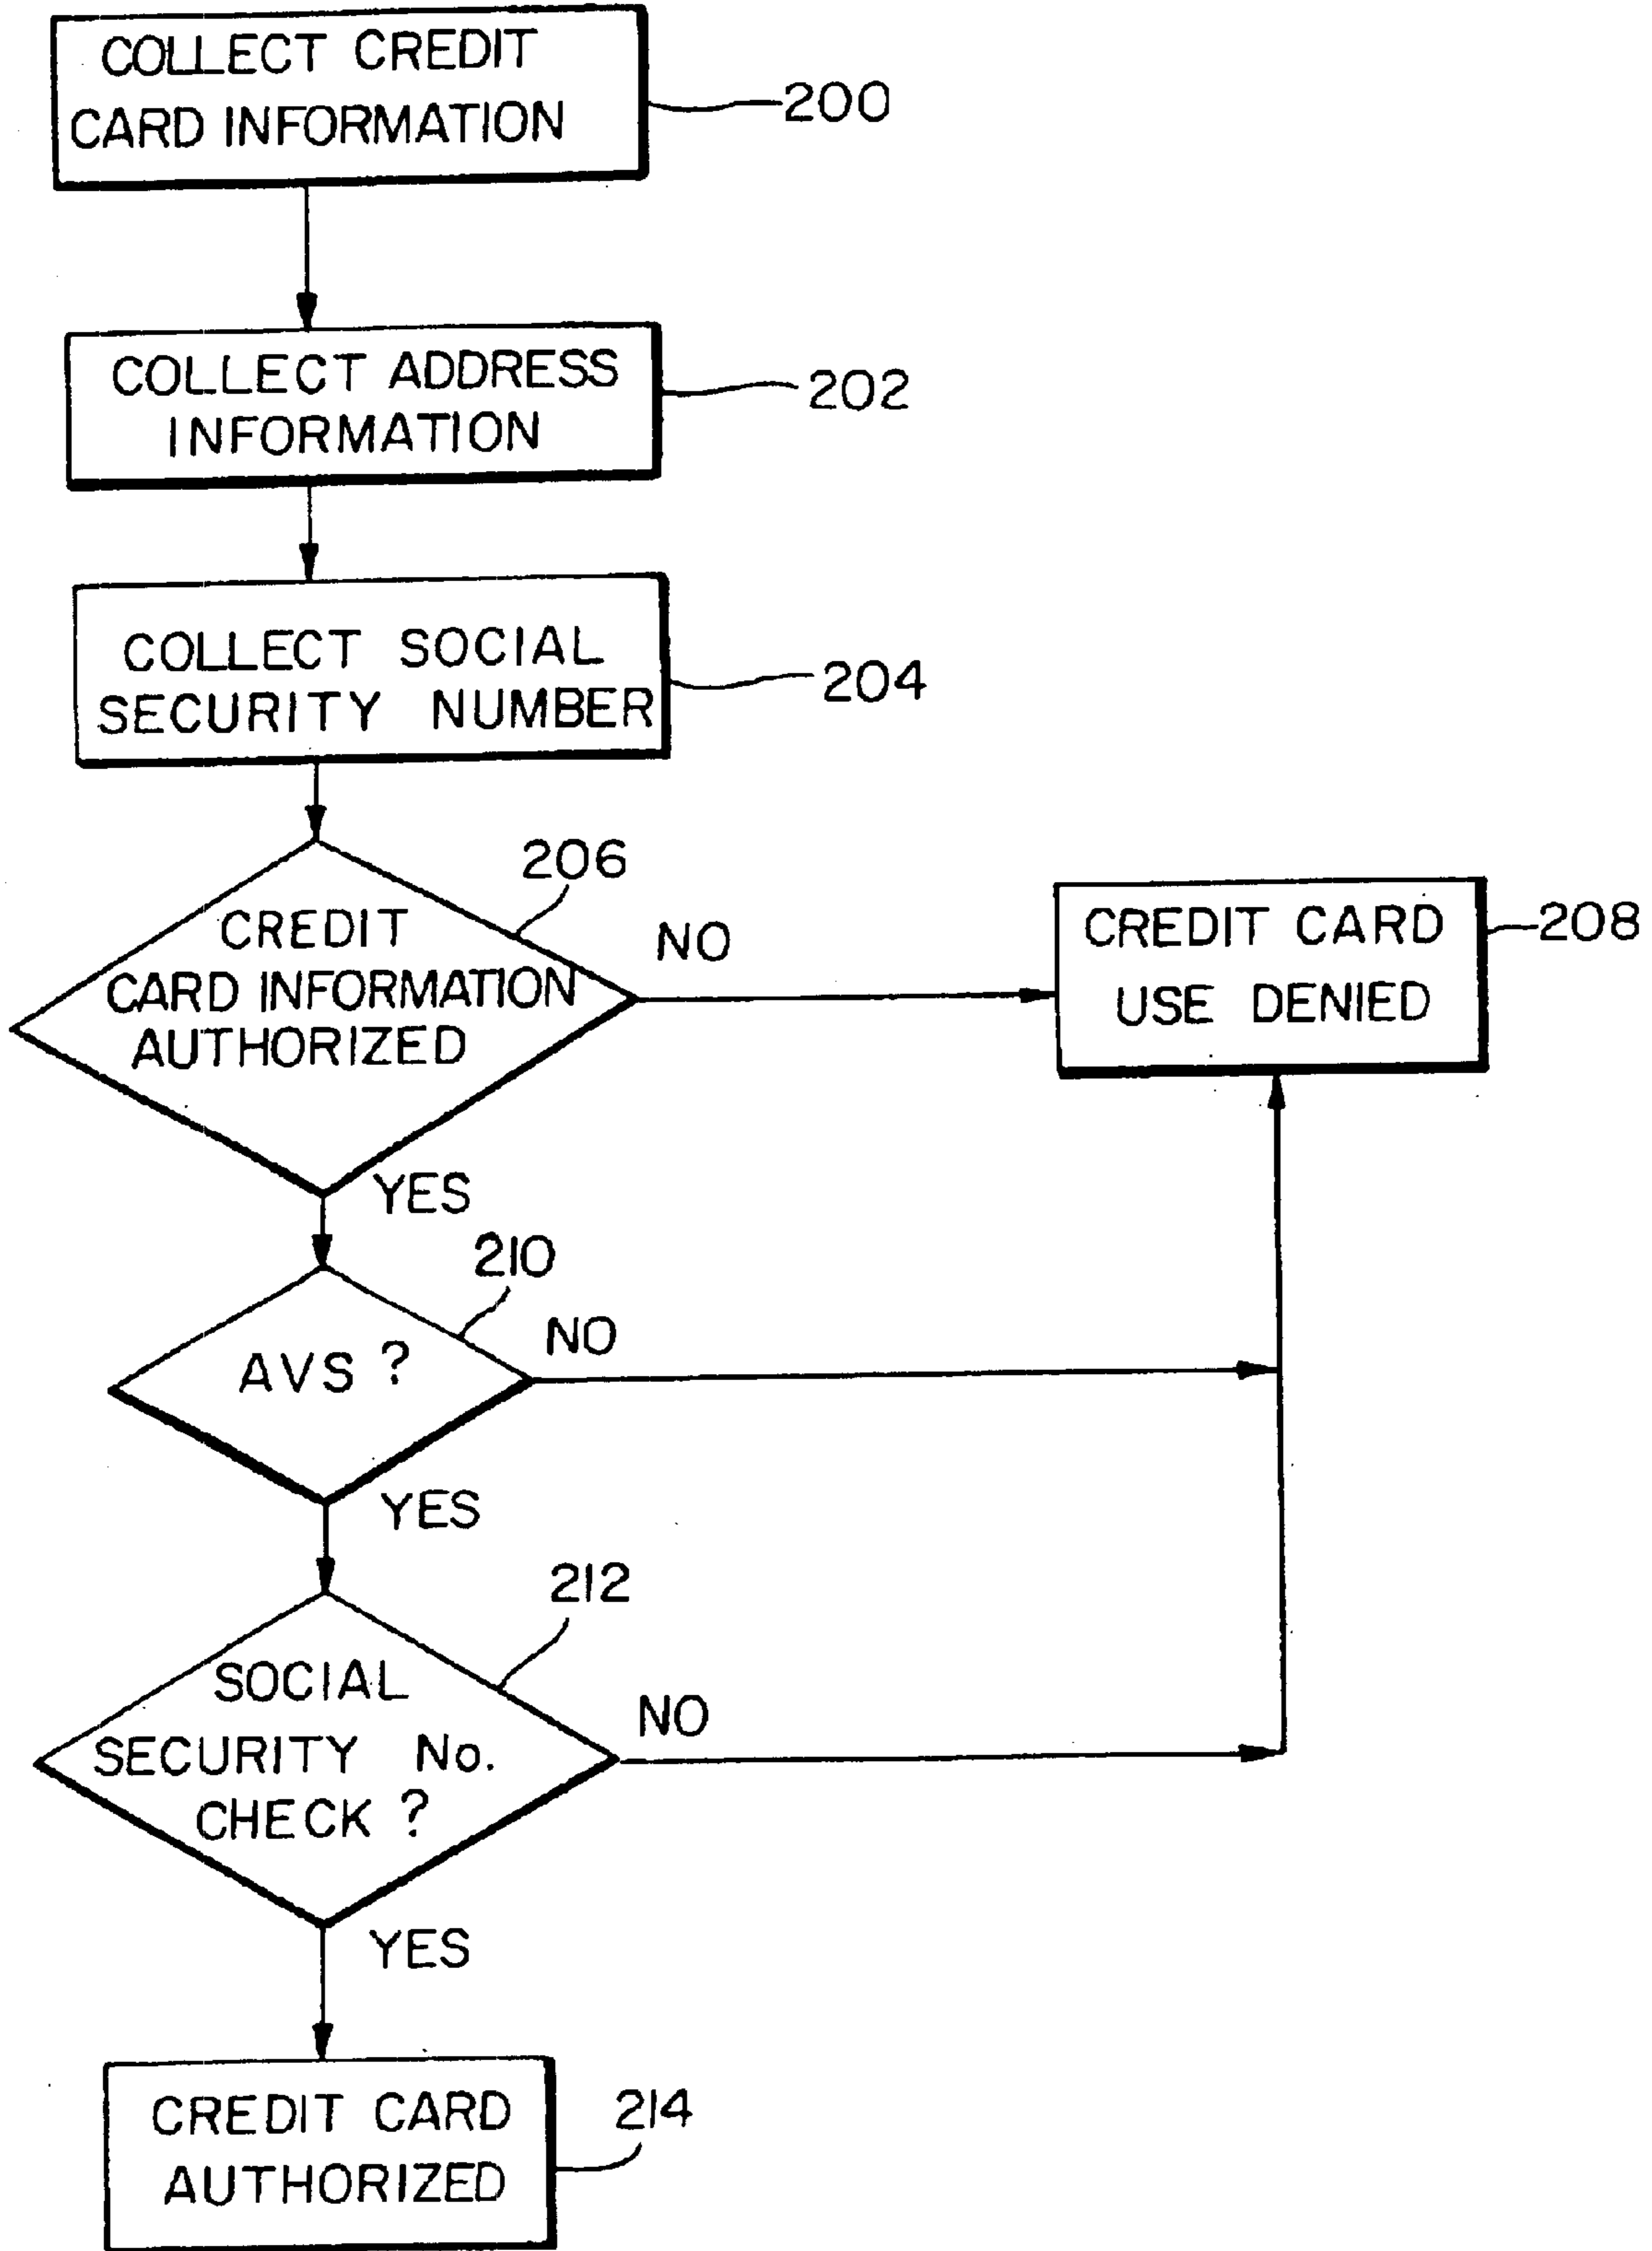 COLLECT CREDIT
CARD INFORMATION
200
COLLECT ADDRESS
INFORMATION
202
COLLECT SOCIAL
SECURITY NUMBER
204
206
CREDIT
CARD INFORMATION
AUTHORIZED
NO
CREDIT CARD
USE DENIED
208
YES
210
AVS ?
NO
YES
212
SOCIAL
SECURITY No.
CHECK ?
NO
YES
CREDIT CARD
AUTHORIZED
214